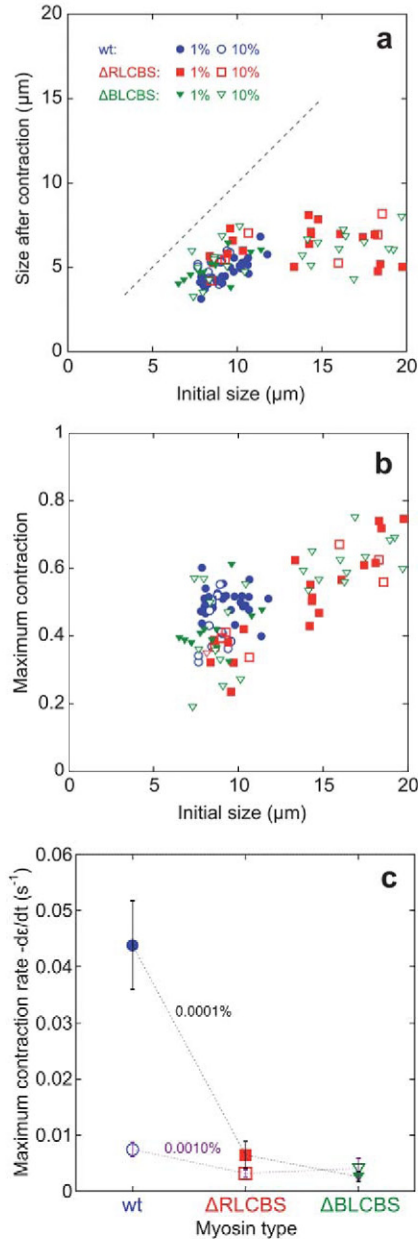 a
wt: 1% 10%
ΔRLCBS: 1% 10%
ΔBLCBS: 1% 10%
Size after contraction (μm)
20
15
10
5
0
0 5 10 15 20
Initial size (μm)
b
Maximum contraction
1
0.8
0.6
0.4
0.2
0
0 5 10 15 20
Initial size (μm)
c
Maximum contraction rate -dε/dt (s⁻¹)
0.06
0.05
0.04
0.03
0.02
0.01
0
0.0001%
0.0010%
wt ΔRLCBS ΔBLCBS
Myosin type